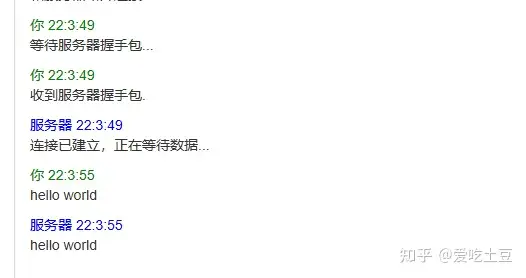 你 22:3:49
等待服务器握手包...
你 22:3:49
收到服务器握手包.
服务器 22:3:49
连接已建立，正在等待数据...
你 22:3:55
hello world
服务器 22:3:55
hello world
知乎 @爱吃土豆